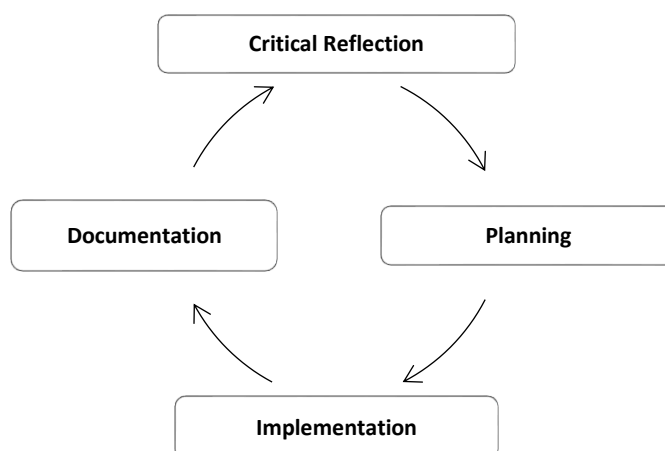 Critical Reflection
Documentation
Planning
Implementation